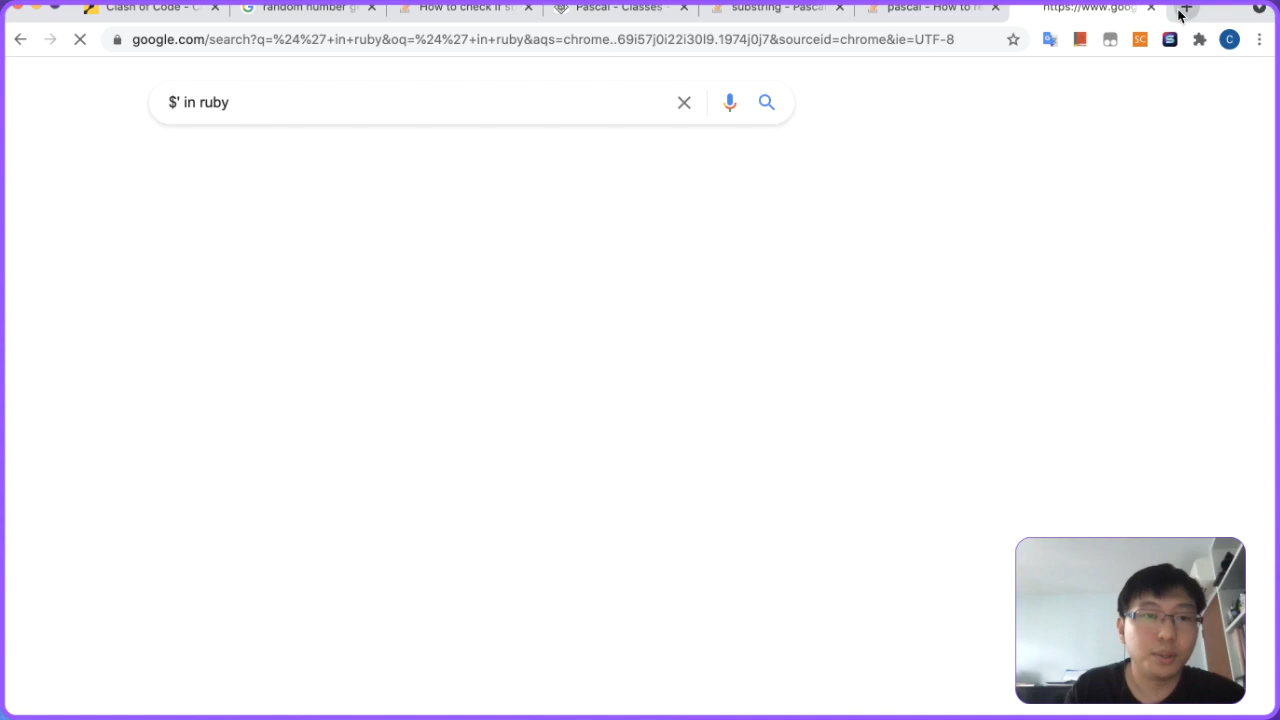 Clash of Code - C
random number g
How to check if s
Pascal - Classes -
substring - Pasca
pascal - How to r
https://www.goog
google.com/search?q=%24%27+in+ruby&oq=%24%27+in+ruby&aqs=chrome..69i57j0i22i30l9.1974j0j7&sourceid=chrome&ie=UTF-8
SC
S
C
$' in ruby